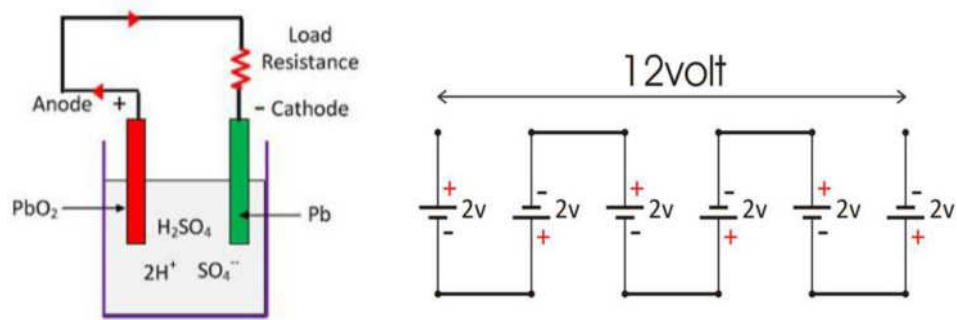 Load
Resistance
Anode +
- Cathode
PbO₂
Pb
H₂SO₄
2H⁺ SO₄⁻⁻
12volt
+ - + - + -
2v 2v 2v 2v 2v 2v
- + - + - +